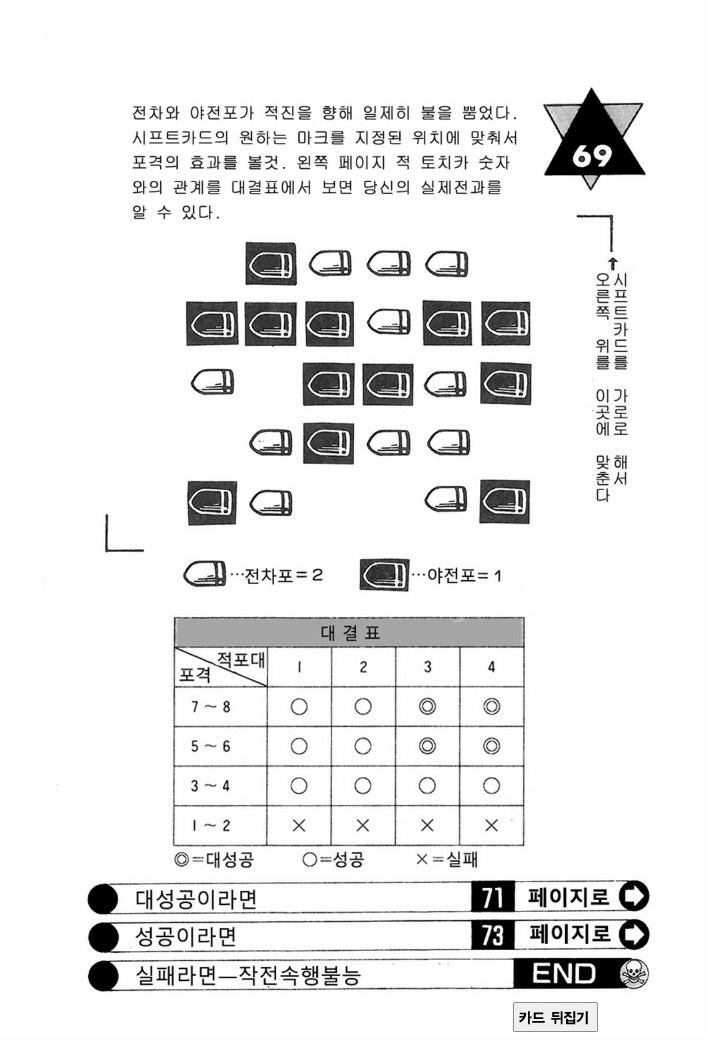 전차와 야전포가 적진을 향해 일제히 불을 뿜었다.
시프트카드의 원하는 마크를 지정된 위치에 맞춰서
포격의 효과를 볼것. 왼쪽 페이지 적 토치카 숫자
와의 관계를 대결표에서 보면 당신의 실제전과를
알 수 있다.
69
시프트카드를 가로로 해서
오른쪽 위를 이곳에 맞춘다
…전차포=2
…야전포=1
대결표
적포대 1 2 3 4
포격
7~8 ○ ○ ◎ ◎
5~6 ○ ○ ◎ ◎
3~4 ○ ○ ○ ○
1~2 × × × ×
◎=대성공 ○=성공 ×=실패
대성공이라면 71 페이지로
성공이라면 73 페이지로
실패라면—작전속행불능 END
카드 뒤집기